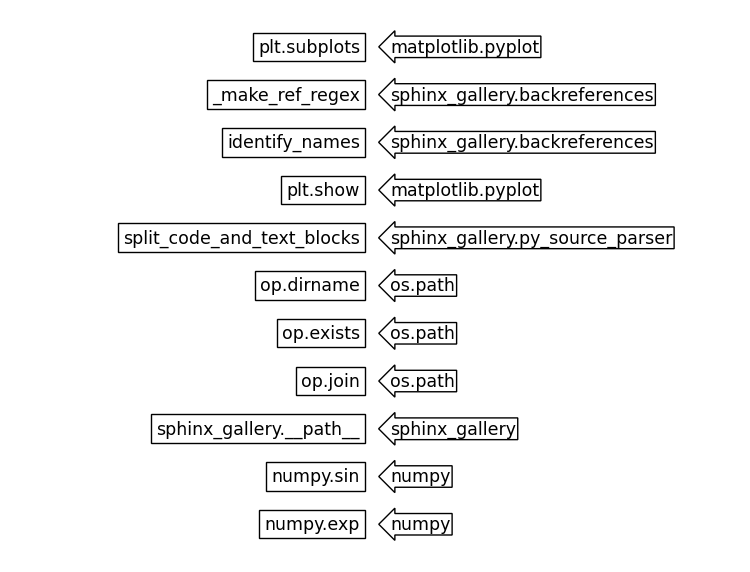 plt.subplots matplotlib.pyplot
_make_ref_regex sphinx_gallery.backreferences
identify_names sphinx_gallery.backreferences
plt.show matplotlib.pyplot
split_code_and_text_blocks sphinx_gallery.py_source_parser
op.dirname os.path
op.exists os.path
op.join os.path
sphinx_gallery.__path__ sphinx_gallery
numpy.sin numpy
numpy.exp numpy